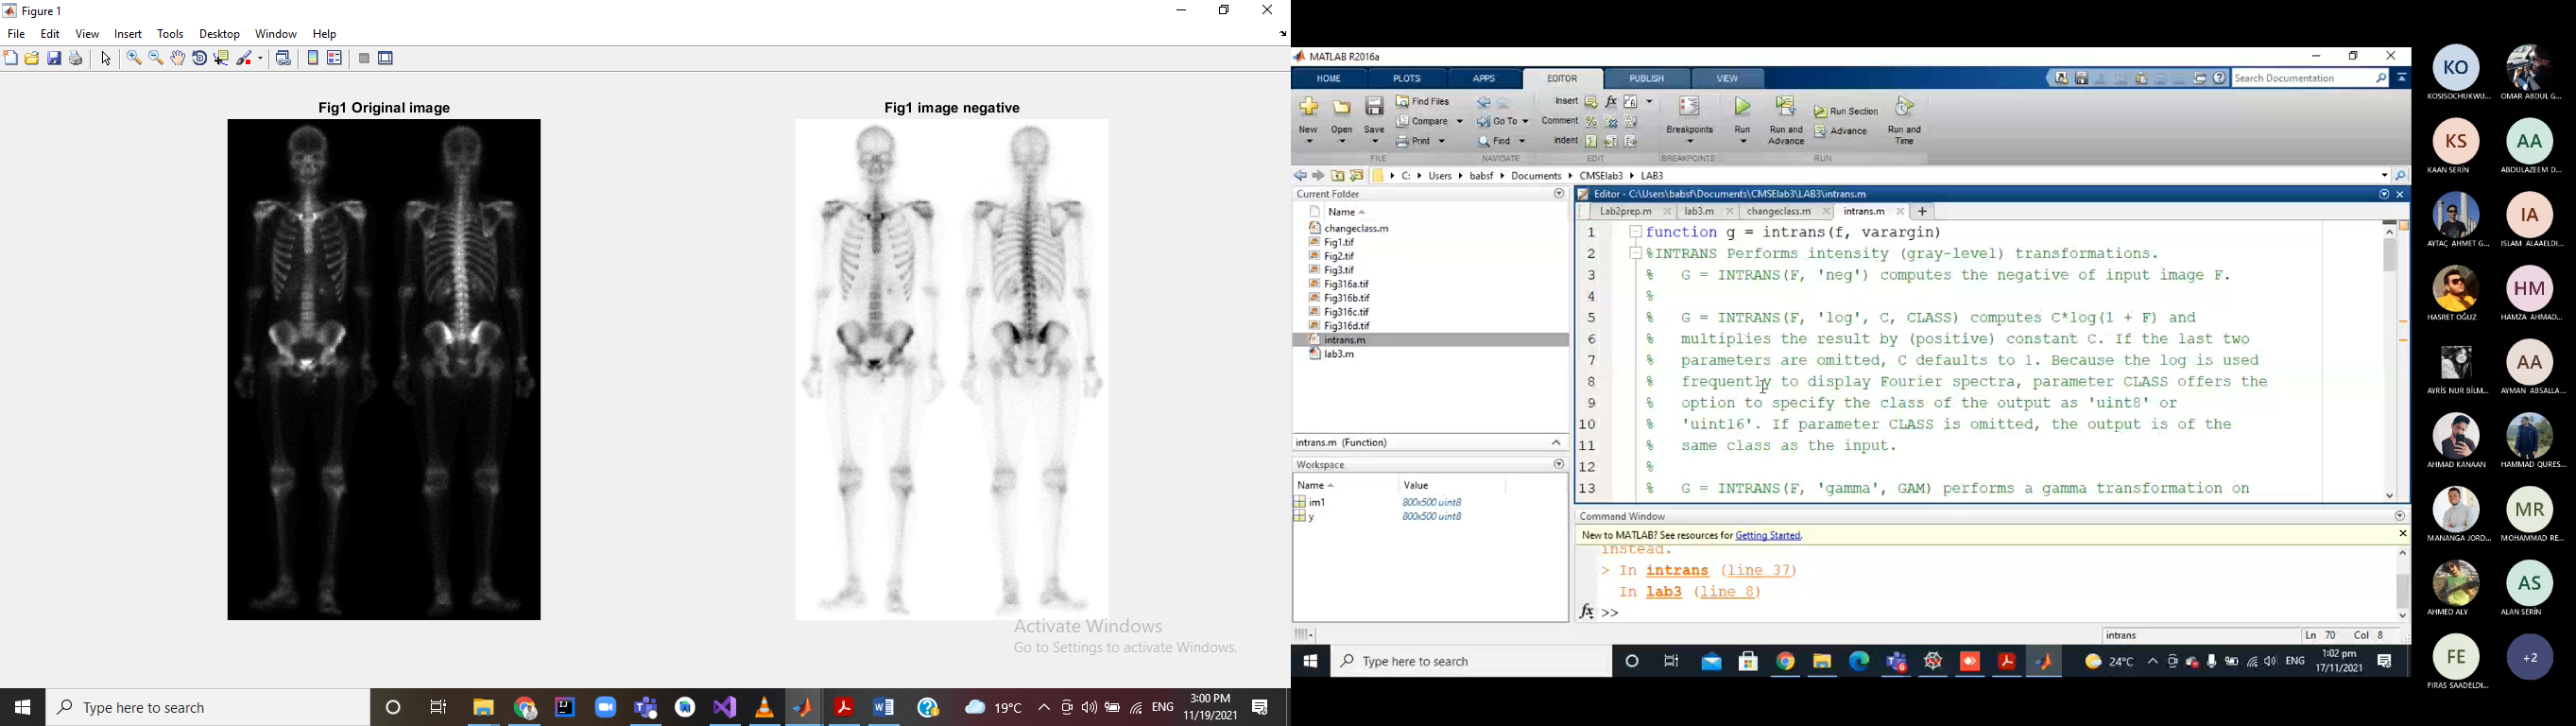 Figure 1
File Edit View Insert Tools Desktop Window Help
Fig1 Original image
Fig1 image negative
Activate Windows
Go to Settings to activate Windows.
Type here to search
19°C
ENG
3:00 PM
11/19/2021
MATLAB R2016a
HOME PLOTS APPS EDITOR PUBLISH VIEW
Search Documentation
New Open Save
Find Files
Compare
Print
Go To
Find
Insert
Comment
Indent
Breakpoints
Run
Run and Advance
Run Section
Advance
Run and Time
FILE NAVIGATE EDIT BREAKPOINTS RUN
C: Users babsf Documents CMSElab3 LAB3
Current Folder
Name
changeclass.m
Fig1.tif
Fig2.tif
Fig3.tif
Fig316a.tif
Fig316b.tif
Fig316c.tif
Fig316d.tif
intrans.m
lab3.m
intrans.m (Function)
Workspace
Name Value
im1 800x500 uint8
y 800x500 uint8
Editor - C:\Users\babsf\Documents\CMSElab3\LAB3\intrans.m
Lab2prep.m lab3.m changeclass.m intrans.m +
1 function g = intrans(f, varargin)
2 %INTRANS Performs intensity (gray-level) transformations.
3 % G = INTRANS(F, 'neg') computes the negative of input image F.
4 %
5 % G = INTRANS(F, 'log', C, CLASS) computes C*log(1 + F) and
6 % multiplies the result by (positive) constant C. If the last two
7 % parameters are omitted, C defaults to 1. Because the log is used
8 % frequently to display Fourier spectra, parameter CLASS offers the
9 % option to specify the class of the output as 'uint8' or
10 % 'uint16'. If parameter CLASS is omitted, the output is of the
11 % same class as the input.
12 %
13 % G = INTRANS(F, 'gamma', GAM) performs a gamma transformation on
Command Window
New to MATLAB? See resources for Getting Started.
instead.
> In intrans (line 37)
In lab3 (line 8)
fx >>
intrans
Ln 70 Col 8
Type here to search
24°C
ENG
1:02 pm
17/11/2021
KO
KOSISOCHUKWU...
OMAR ABDUL G...
KS
KAAN SERİN
AA
ABDULAZEEM D...
AYTAÇ AHMET G...
IA
ISLAM ALAAELDI...
HASRET OĞUZ
HM
HAMZA AHMAD...
AYRİS NUR BİLM...
AA
AYMAN ABSALLA...
AHMAD KANAAN
HAMMAD QURES...
MANANGA JORD...
MR
MOHAMMAD RE...
AHMED ALY
AS
ALAN SERİN
FE
FIRAS SAADELDI...
+2